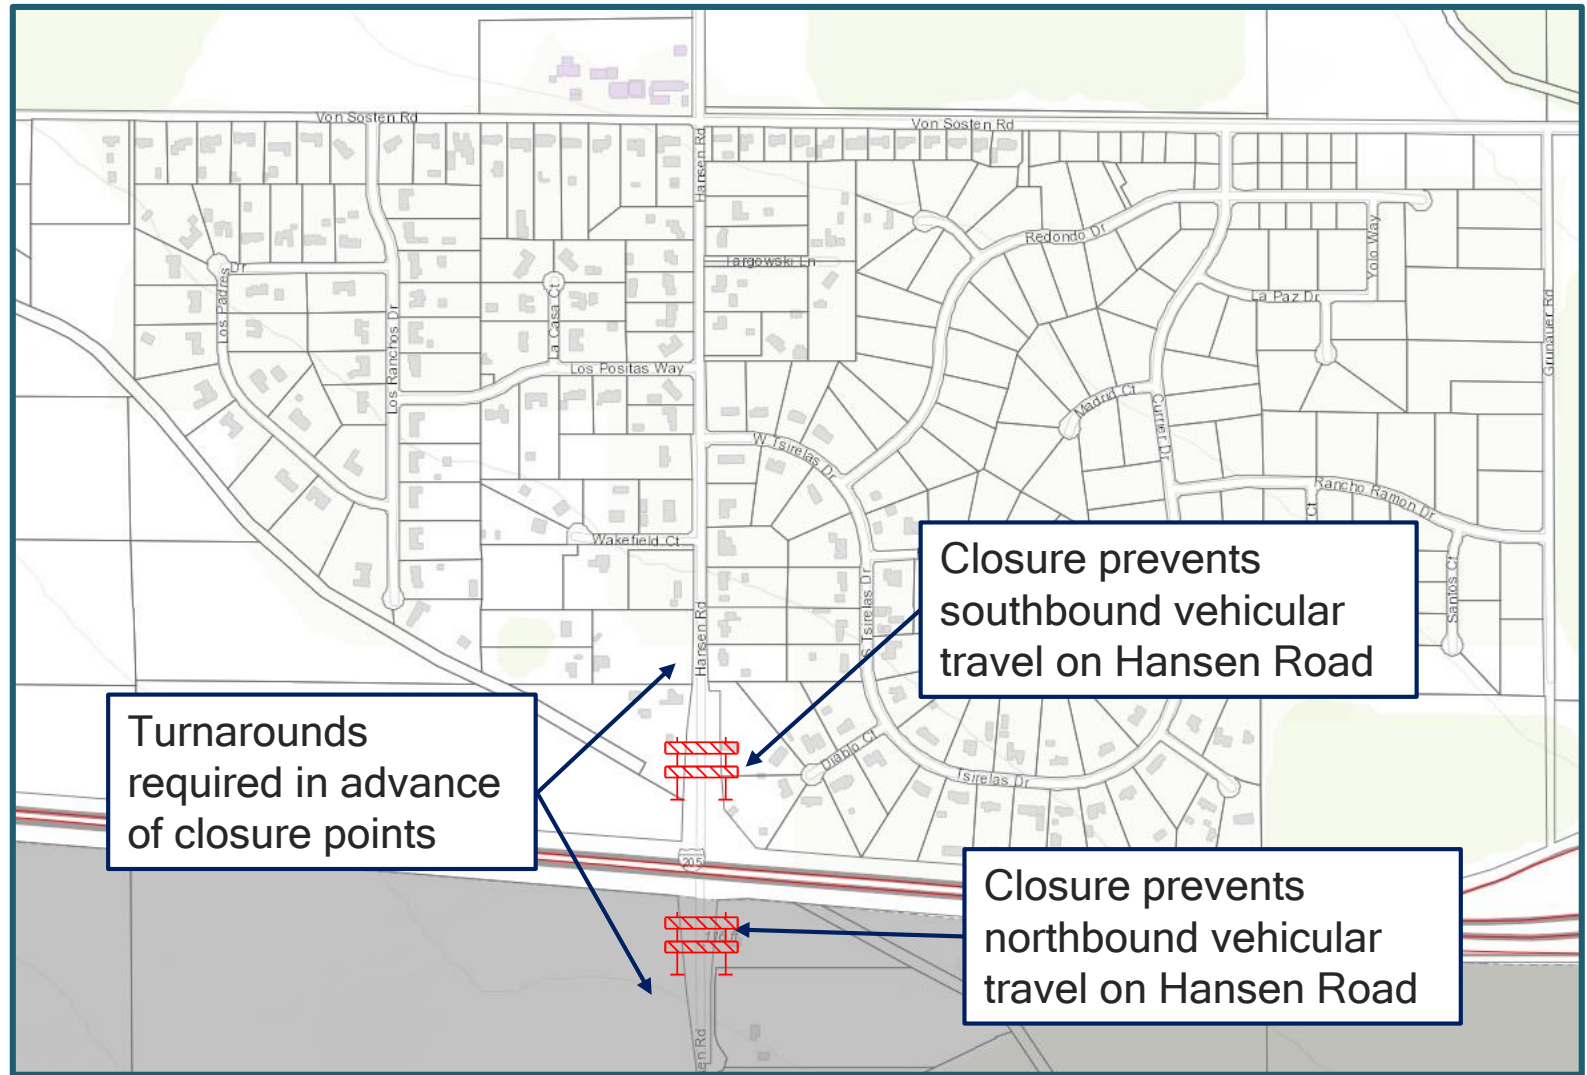 Von Sosten Rd
Von Sosten Rd
Hansen Rd
Redondo Dr
Yolo Way
Targowski Ln
Los Padres Dr
La Casa Ct
La Paz Dr
Grunauer Rd
Los Ranchos Dr
Los Positas Way
Madrid Ct
Currier Dr
W Tsirelas Dr
Rancho Ramon Dr
Ct
Wakefield Ct
Closure prevents
southbound vehicular
travel on Hansen Road
S Tsirelas Dr
Santos Ct
Hansen Rd
Turnarounds
required in advance
of closure points
Diablo Ct
Tsirelas Dr
205
Closure prevents
northbound vehicular
travel on Hansen Road
en Rd